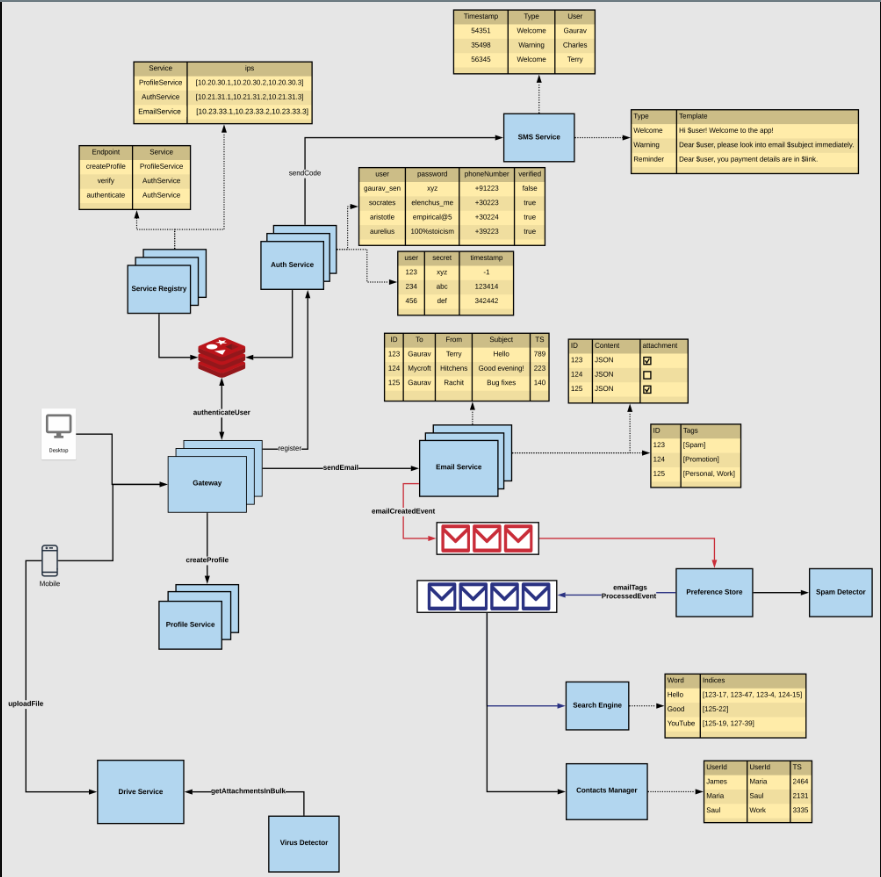 Timestamp Type User
54351 Welcome Gaurav
35498 Warning Charles
56345 Welcome Terry
Service ips
ProfileService [10.20.30.1,10.20.30.2,10.20.30.3]
AuthService [10.21.31.1,10.21.31.2,10.21.31.3]
EmailService [10.23.33.1,10.23.33.2,10.23.33.3]
SMS Service
Type Template
Welcome Hi $user! Welcome to the app!
Warning Dear $user, please look into email $subject immediately.
Reminder Dear $user, you payment details are in $link.
Endpoint Service
createProfile ProfileService
verify AuthService
authenticate AuthService
sendCode
user password phoneNumber verified
gaurav_sen xyz +91223 false
socrates elenchus_me +30223 true
aristotle empirical@5 +30224 true
aurelius 100%stoicism +39223 true
Auth Service
user secret timestamp
123 xyz -1
234 abc 123414
456 def 342442
Service Registry
authenticateUser
ID To From Subject TS
123 Gaurav Terry Hello 789
124 Mycroft Hitchens Good evening! 223
125 Gaurav Rachit Bug fixes 140
ID Content attachment
123 JSON
124 JSON
125 JSON
Desktop
register
Gateway
sendEmail
Email Service
ID Tags
123 [Spam]
124 [Promotion]
125 [Personal, Work]
emailCreatedEvent
createProfile
Mobile
Profile Service
emailTags
ProcessedEvent
Preference Store
Spam Detector
uploadFile
Search Engine
Word Indices
Hello [123-17, 123-47, 123-4, 124-15]
Good [125-22]
YouTube [125-19, 127-39]
Drive Service
getAttachmentsInBulk
Virus Detector
Contacts Manager
UserId UserId TS
James Maria 2464
Maria Saul 2131
Saul Work 3335